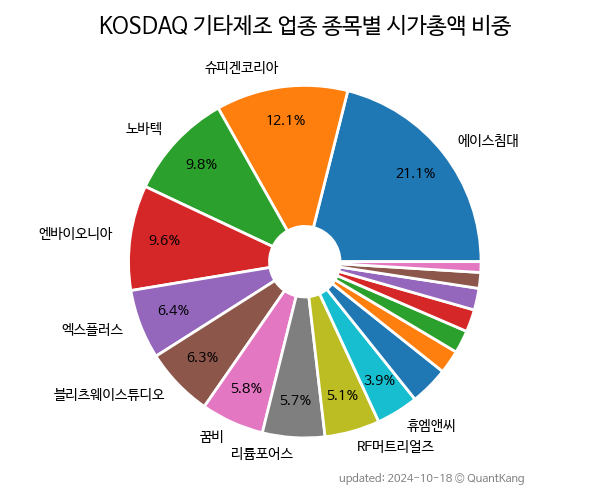 KOSDAQ 기타제조 업종 종목별 시가총액 비중
슈피겐코리아
에이스침대
노바텍
엔바이오니아
엑스플러스
블리츠웨이스튜디오
꿈비
리튬포어스
RF머트리얼즈
휴엠앤씨
21.1%
12.1%
9.8%
9.6%
6.4%
6.3%
5.8%
5.7%
5.1%
3.9%
updated: 2024-10-18 © QuantKang